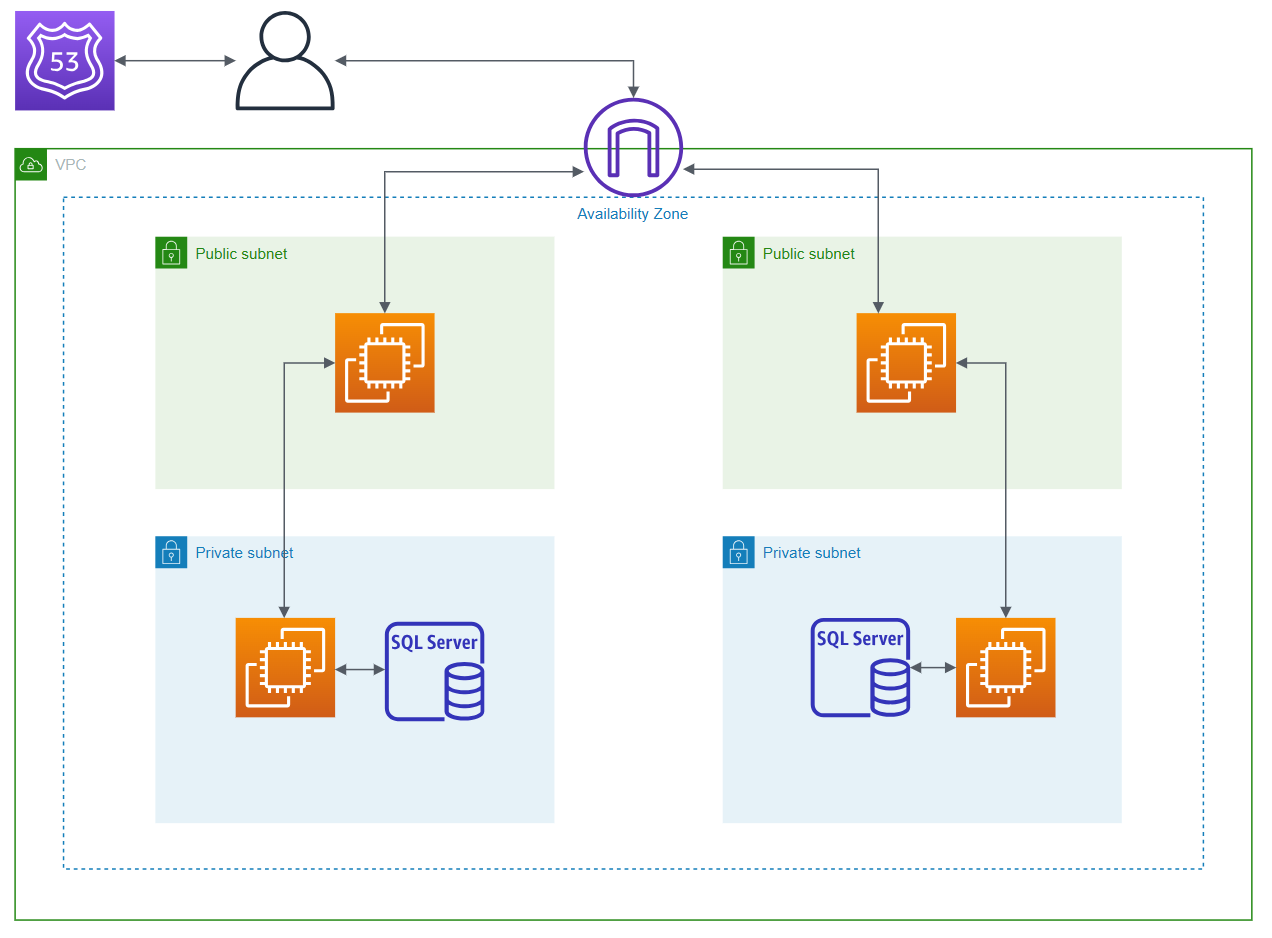 53
VPC
Availability Zone
Public subnet
Public subnet
Private subnet
Private subnet
SQL Server
SQL Server